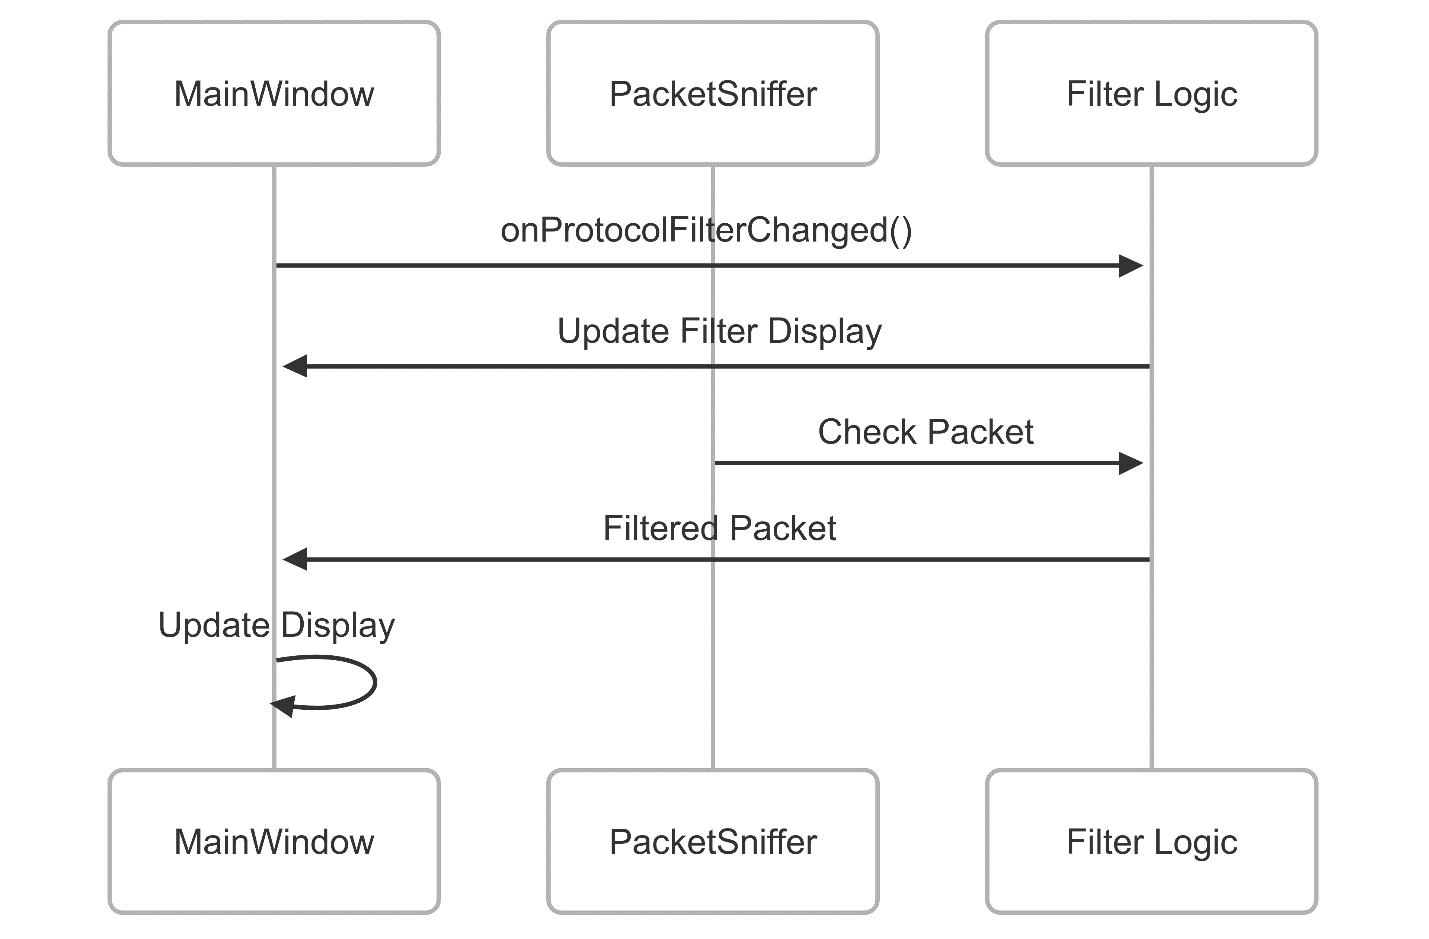 MainWindow
PacketSniffer
Filter Logic
onProtocolFilterChanged()
Update Filter Display
Check Packet
Filtered Packet
Update Display
MainWindow
PacketSniffer
Filter Logic